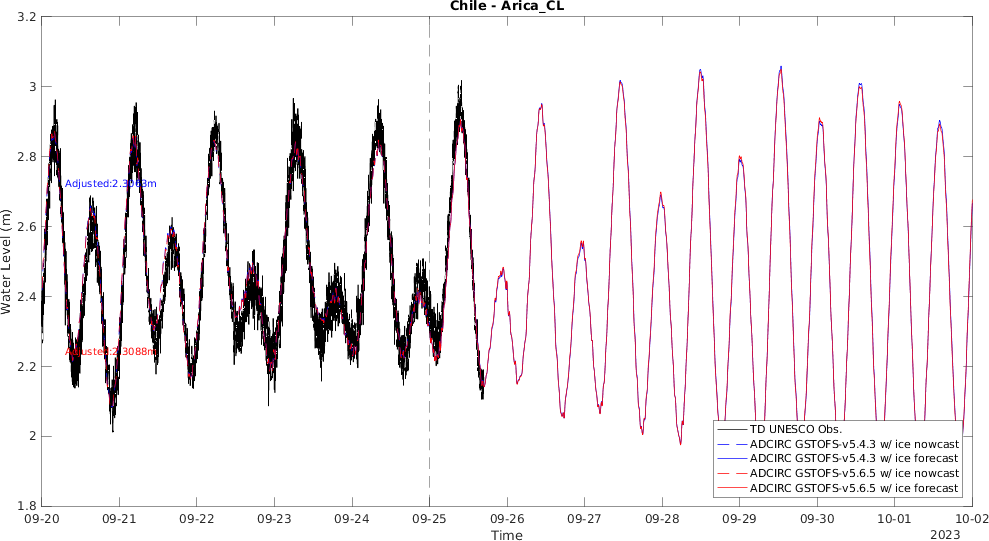 Chile - Arica_CL
3.2
3
2.8
2.6
2.4
2.2
2
1.8
Water Level (m)
Adjusted:2.3063m
Adjusted:2.3088m
TD UNESCO Obs.
ADCIRC GSTOFS-v5.4.3 w/ ice nowcast
ADCIRC GSTOFS-v5.4.3 w/ ice forecast
ADCIRC GSTOFS-v5.6.5 w/ ice nowcast
ADCIRC GSTOFS-v5.6.5 w/ ice forecast
09-20 09-21 09-22 09-23 09-24 09-25 09-26 09-27 09-28 09-29 09-30 10-01 10-02
Time
2023